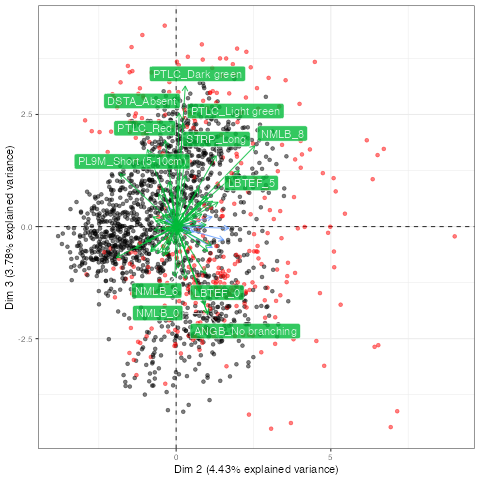 PTLC_Dark green
DSTA_Absent
PTLC_Light green
PTLC_Red
STRP_Long
NMLB_8
PL9M_Short (5-10cm)
LBTEF_5
NMLB_6
LBTEF_0
NMLB_0
ANGB_No branching
2.5
0.0
-2.5
0
5
Dim 2 (4.43% explained variance)
Dim 3 (3.78% explained variance)